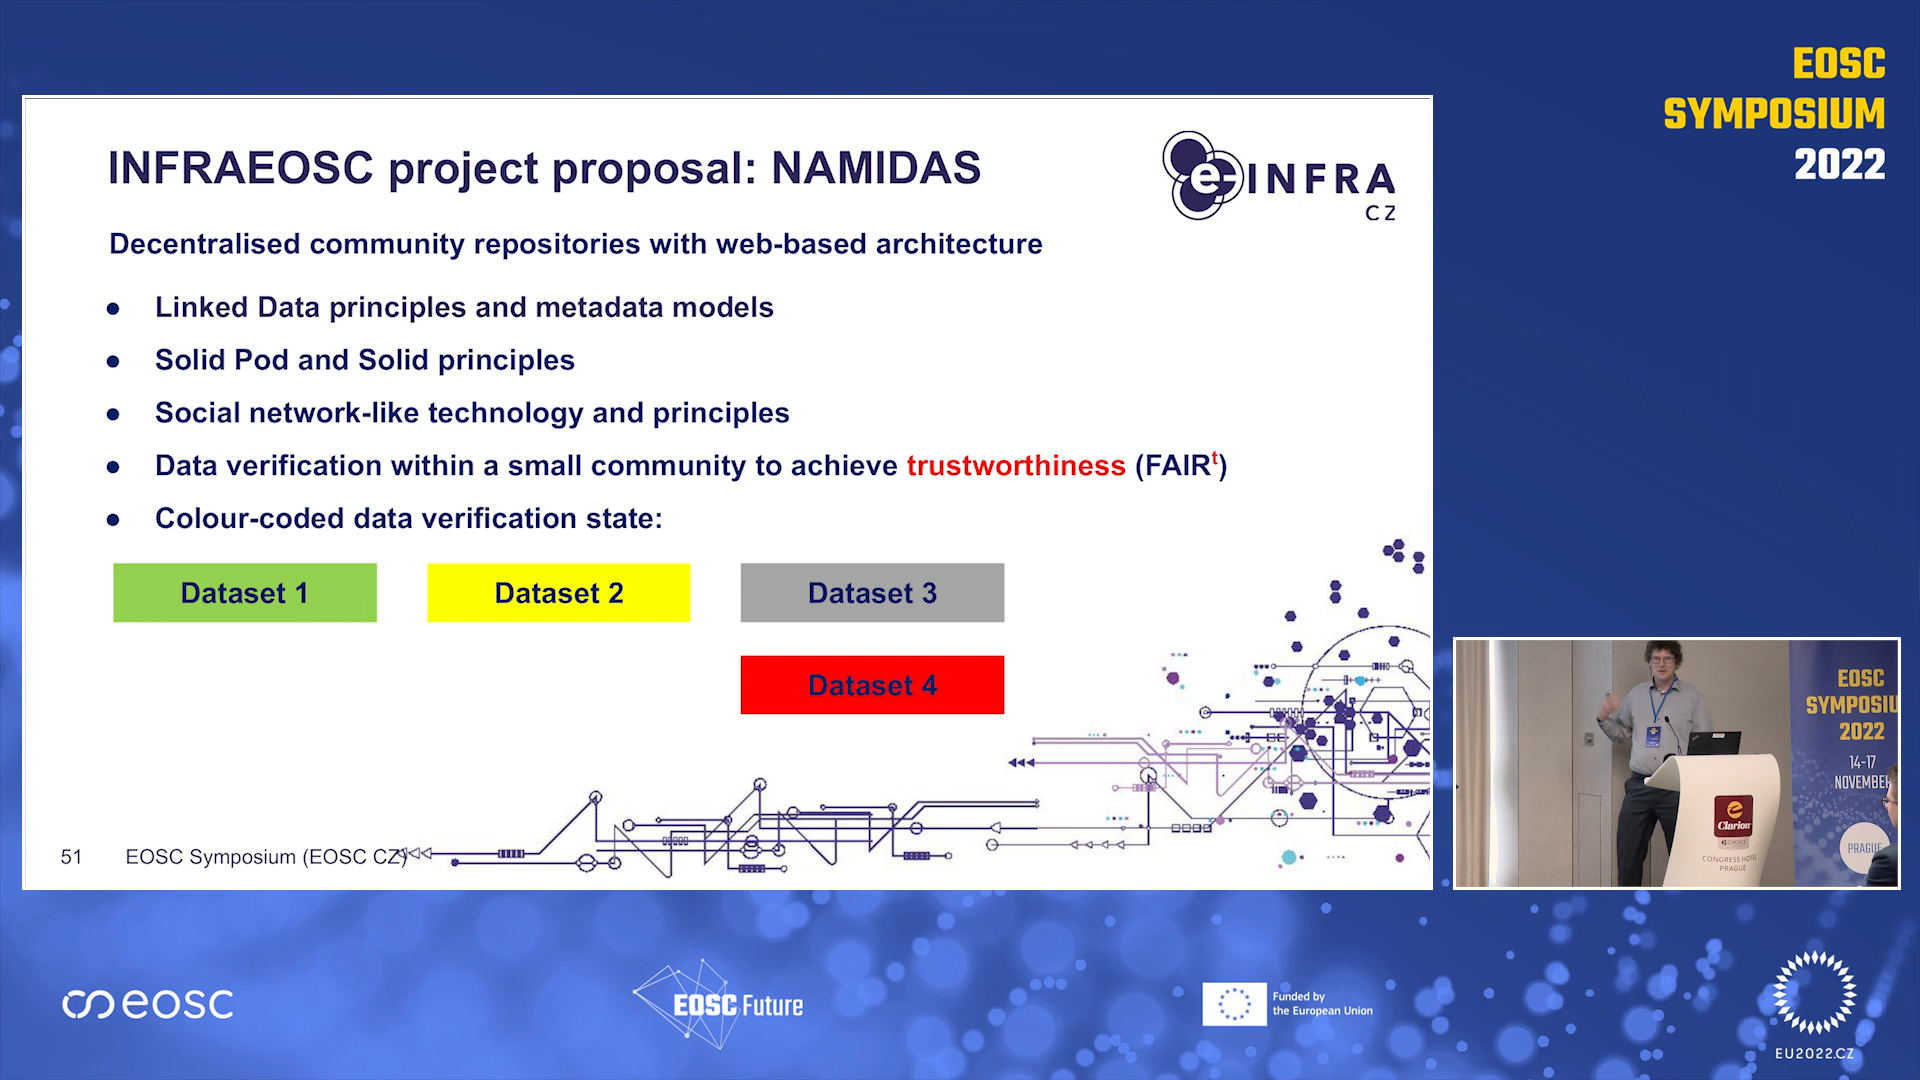 EOSC
SYMPOSIUM
2022
INFRAEOSC project proposal: NAMIDAS
e-INFRA
CZ
Decentralised community repositories with web-based architecture
● Linked Data principles and metadata models
● Solid Pod and Solid principles
● Social network-like technology and principles
● Data verification within a small community to achieve trustworthiness (FAIRᵗ)
● Colour-coded data verification state:
Dataset 1
Dataset 2
Dataset 3
Dataset 4
51
EOSC Symposium (EOSC CZ)
EOSC
SYMPOSIU
2022
14-17
NOVEMBER
PRAGUE
Clarion
CONGRESS HOTEL
PRAGUE
eosc
EOSC Future
Funded by
the European Union
EU2022.CZ